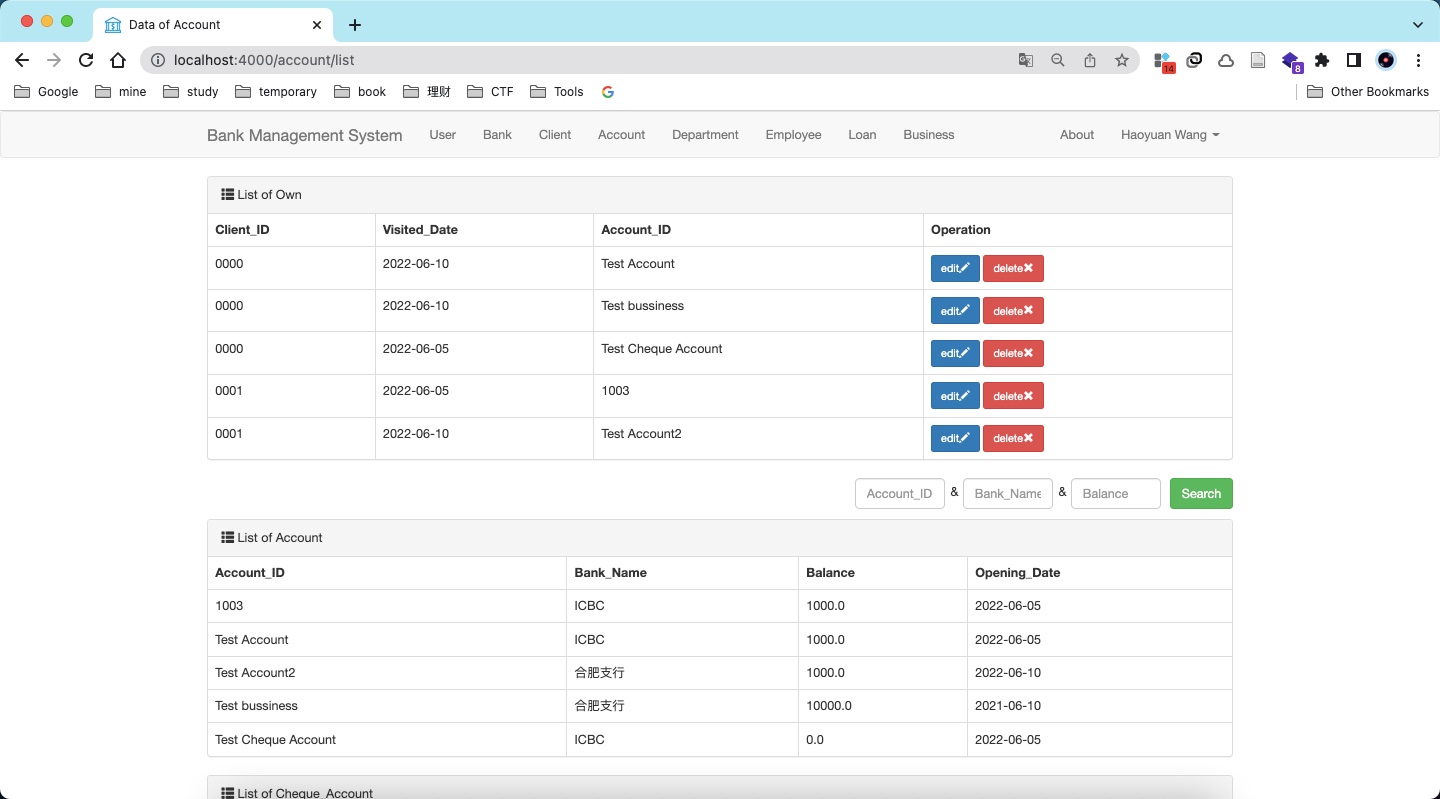 Data of Account
localhost:4000/account/list
14
8
Google mine study temporary book 理财 CTF Tools Other Bookmarks
Bank Management System User Bank Client Account Department Employee Loan Business About Haoyuan Wang
List of Own
Client_ID Visited_Date Account_ID Operation
0000 2022-06-10 Test Account edit delete
0000 2022-06-10 Test bussiness edit delete
0000 2022-06-05 Test Cheque Account edit delete
0001 2022-06-05 1003 edit delete
0001 2022-06-10 Test Account2 edit delete
Account_ID & Bank_Name & Balance Search
List of Account
Account_ID Bank_Name Balance Opening_Date
1003 ICBC 1000.0 2022-06-05
Test Account ICBC 1000.0 2022-06-05
Test Account2 合肥支行 1000.0 2022-06-10
Test bussiness 合肥支行 10000.0 2021-06-10
Test Cheque Account ICBC 0.0 2022-06-05
List of Cheque_Account